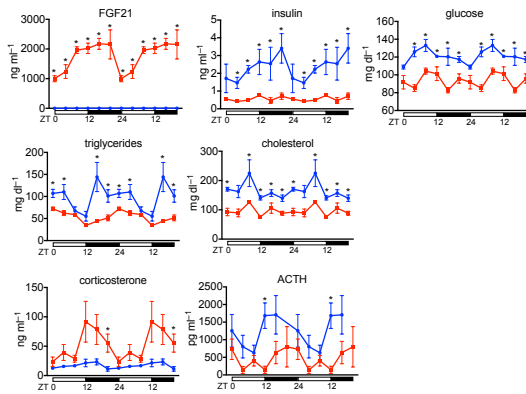 FGF21
ng ml⁻¹
3000
2000
1000
0
ZT 0 12 24 12
* * * * * * * * * * *
insulin
ng ml⁻¹
5
4
3
2
1
0
ZT 0 12 24 12
* * * * * * * * *
glucose
mg dl⁻¹
160
140
120
100
80
60
ZT 0 12 24 12
* * * * * * * *
triglycerides
mg dl⁻¹
200
150
100
50
0
ZT 0 12 24 12
* * * * * * * *
cholesterol
mg dl⁻¹
300
200
100
0
ZT 0 12 24 12
* * * * * * * * *
corticosterone
ng ml⁻¹
150
100
50
0
ZT 0 12 24 12
* *
ACTH
pg ml⁻¹
2500
2000
1500
1000
500
0
ZT 0 12 24 12
* *